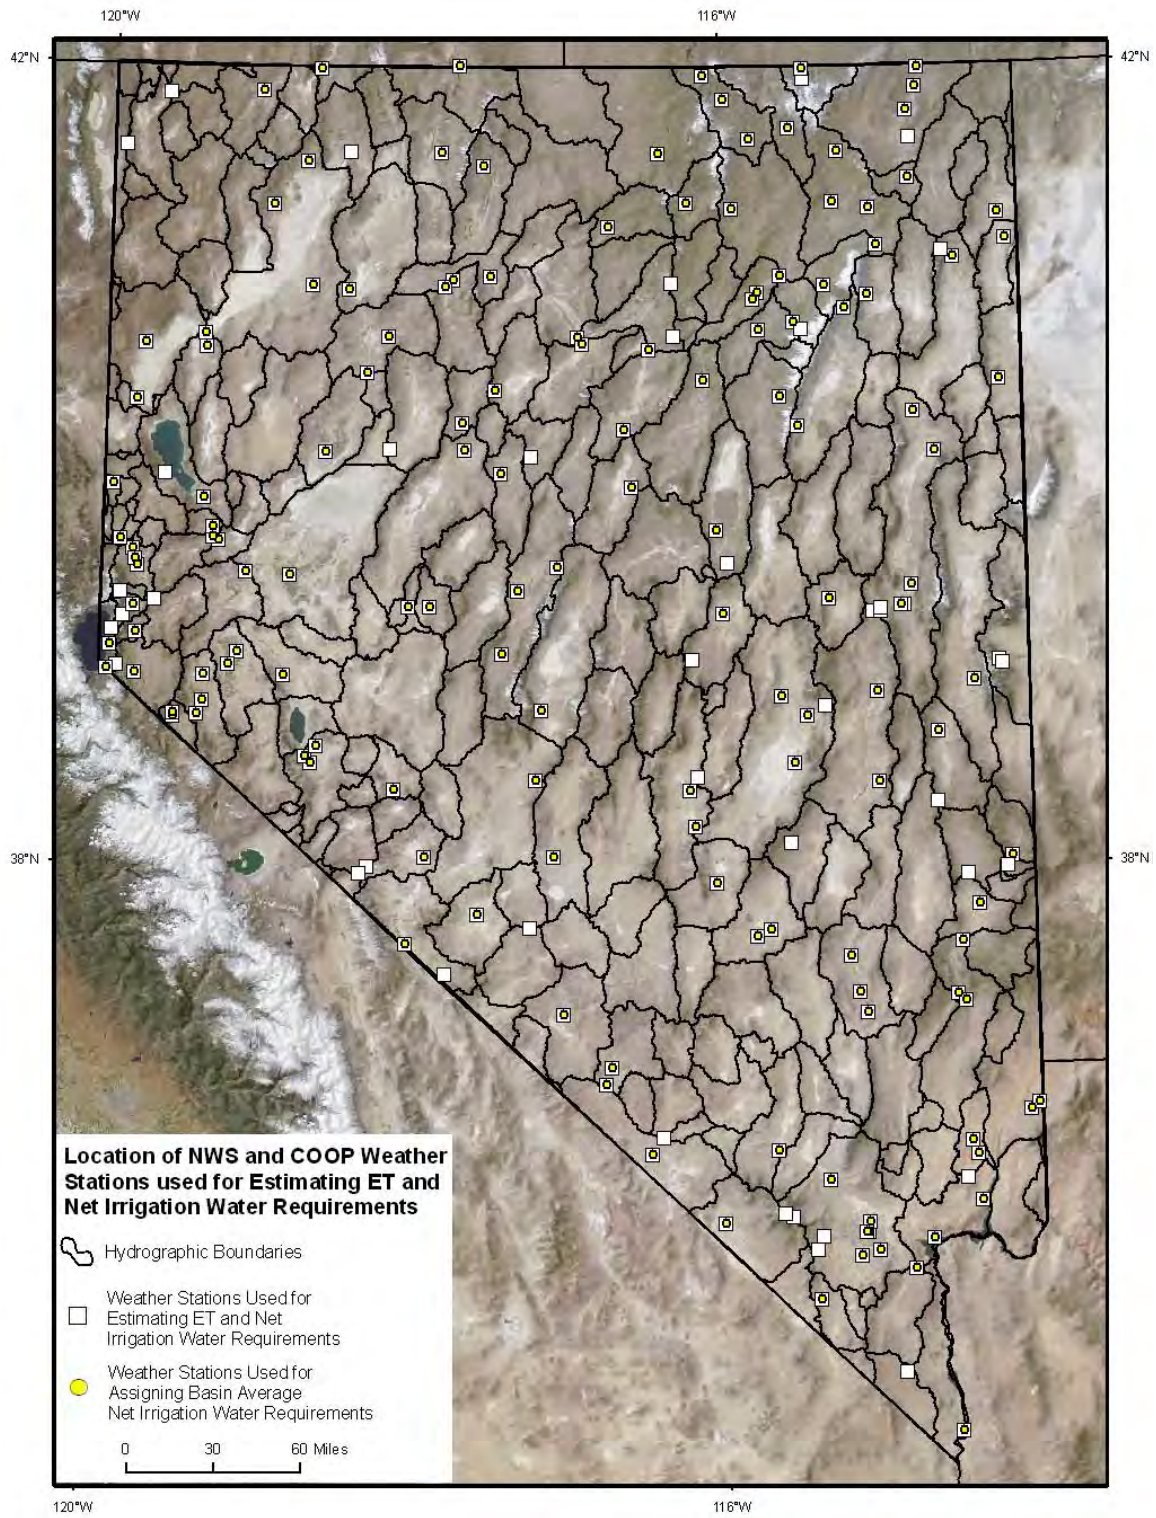 120°W
116°W
42°N
42°N
38°N
38°N
Location of NWS and COOP Weather
Stations used for Estimating ET and
Net Irrigation Water Requirements
Hydrographic Boundaries
Weather Stations Used for
Estimating ET and Net
Irrigation Water Requirements
Weather Stations Used for
Assigning Basin Average
Net Irrigation Water Requirements
0 30 60 Miles
120°W
116°W